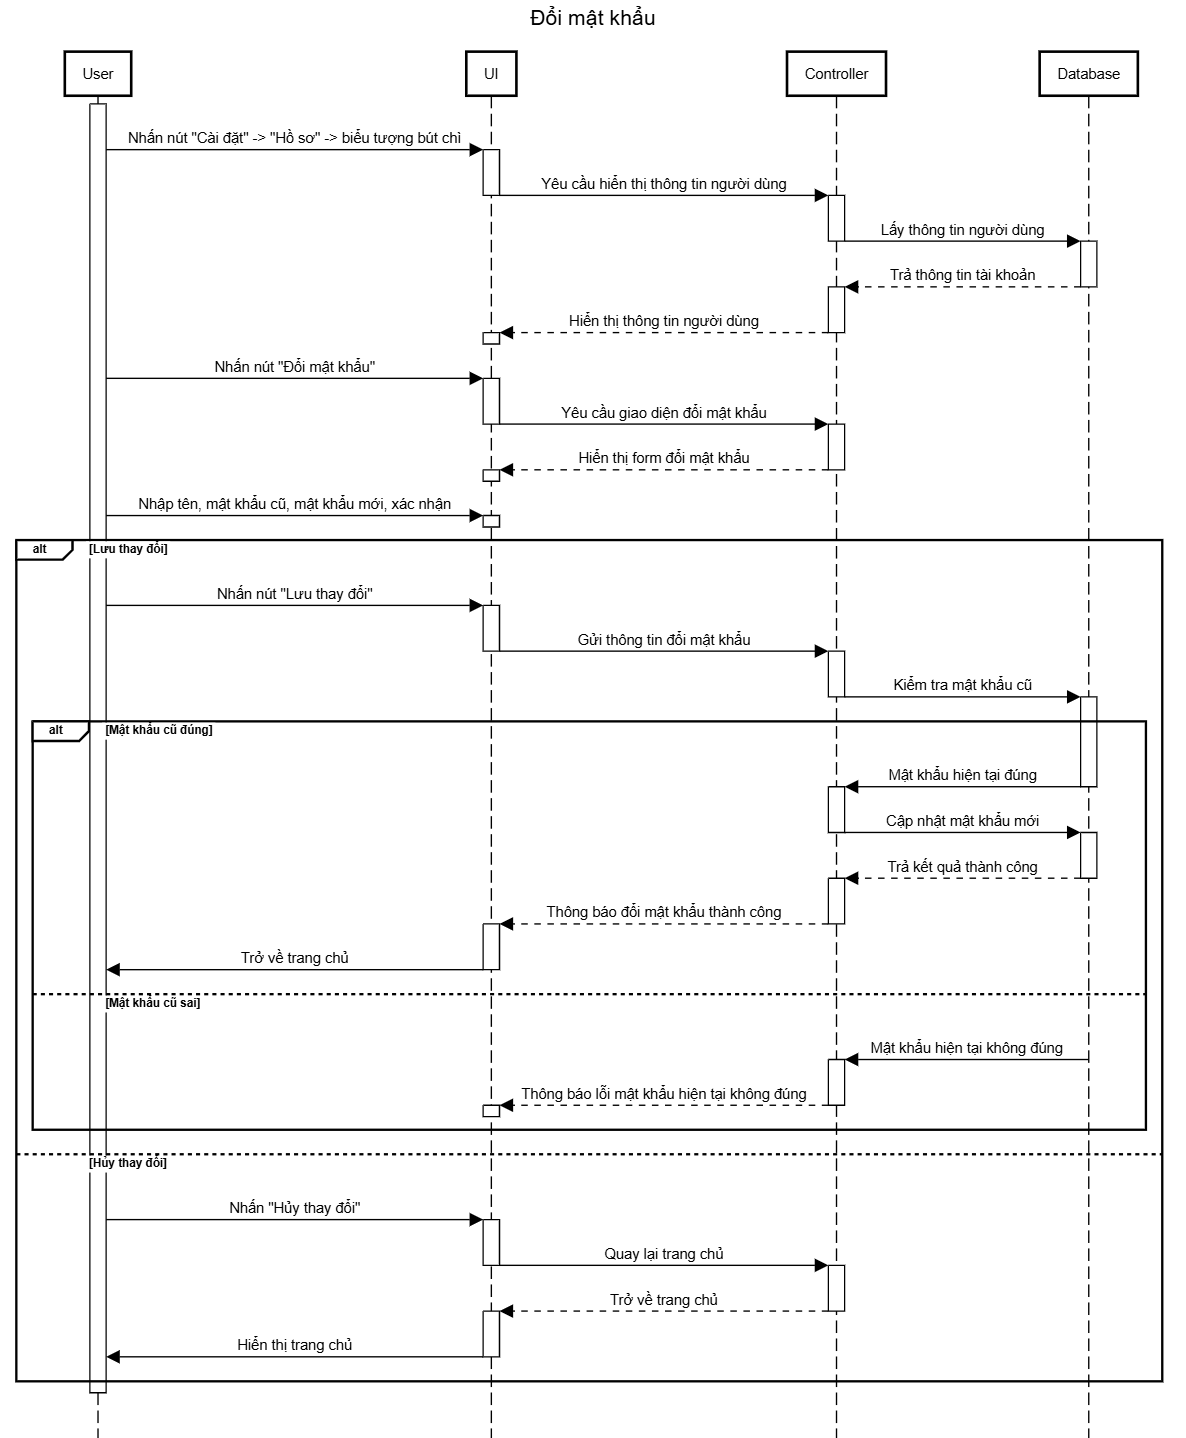 Đổi mật khẩu
User
UI
Controller
Database
Nhấn nút "Cài đặt" -> "Hồ sơ" -> biểu tượng bút chì
Yêu cầu hiển thị thông tin người dùng
Lấy thông tin người dùng
Trả thông tin tài khoản
Hiển thị thông tin người dùng
Nhấn nút "Đổi mật khẩu"
Yêu cầu giao diện đổi mật khẩu
Hiển thị form đổi mật khẩu
Nhập tên, mật khẩu cũ, mật khẩu mới, xác nhận
alt
[Lưu thay đổi]
Nhấn nút "Lưu thay đổi"
Gửi thông tin đổi mật khẩu
Kiểm tra mật khẩu cũ
alt
[Mật khẩu cũ đúng]
Mật khẩu hiện tại đúng
Cập nhật mật khẩu mới
Trả kết quả thành công
Thông báo đổi mật khẩu thành công
Trở về trang chủ
[Mật khẩu cũ sai]
Mật khẩu hiện tại không đúng
Thông báo lỗi mật khẩu hiện tại không đúng
[Hủy thay đổi]
Nhấn "Hủy thay đổi"
Quay lại trang chủ
Trở về trang chủ
Hiển thị trang chủ